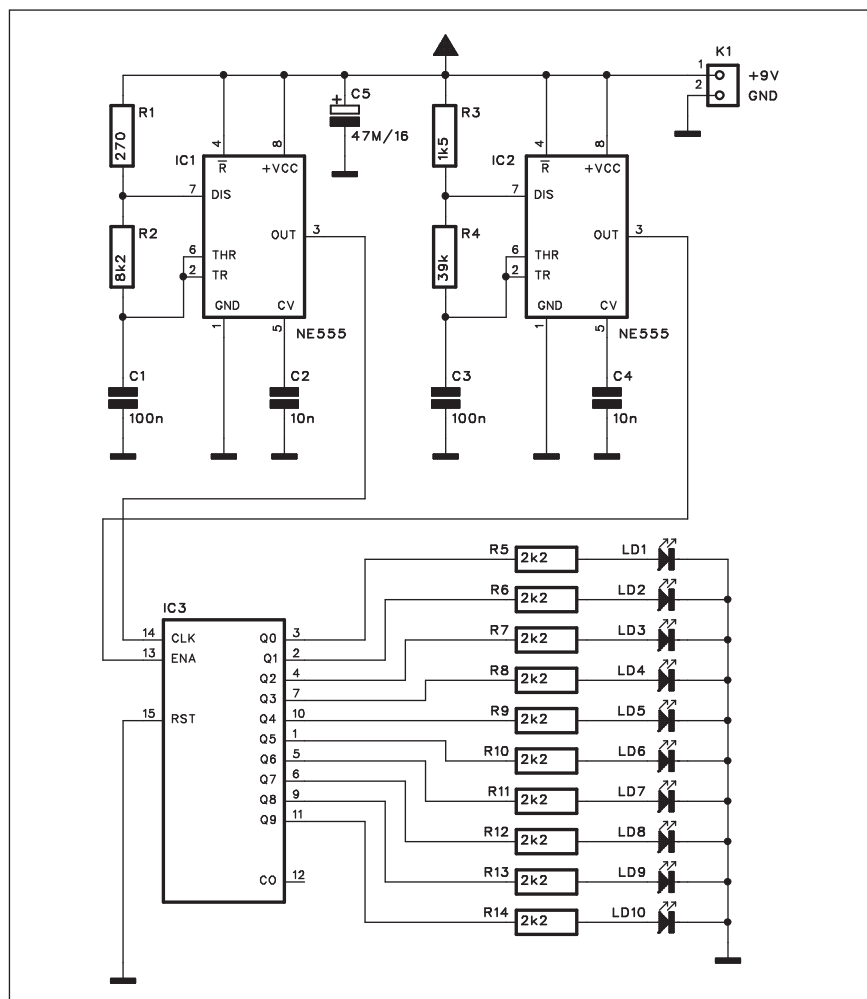 K1
1 +9V
2 GND
R1
270
C5
+
47M/16
R3
1k5
IC1
4
R
8
+VCC
7 DIS
R2
8k2
OUT 3
6 THR
2 TR
GND
CV
1
5
NE555
C1
100n
C2
10n
IC2
4
R
8
+VCC
7 DIS
R4
39k
OUT 3
6 THR
2 TR
GND
CV
1
5
NE555
C3
100n
C4
10n
IC3
14 CLK
13 ENA
15 RST
Q0 3
Q1 2
Q2 4
Q3 7
Q4 10
Q5 1
Q6 5
Q7 6
Q8 9
Q9 11
CO 12
R5 2k2 LD1
R6 2k2 LD2
R7 2k2 LD3
R8 2k2 LD4
R9 2k2 LD5
R10 2k2 LD6
R11 2k2 LD7
R12 2k2 LD8
R13 2k2 LD9
R14 2k2 LD10